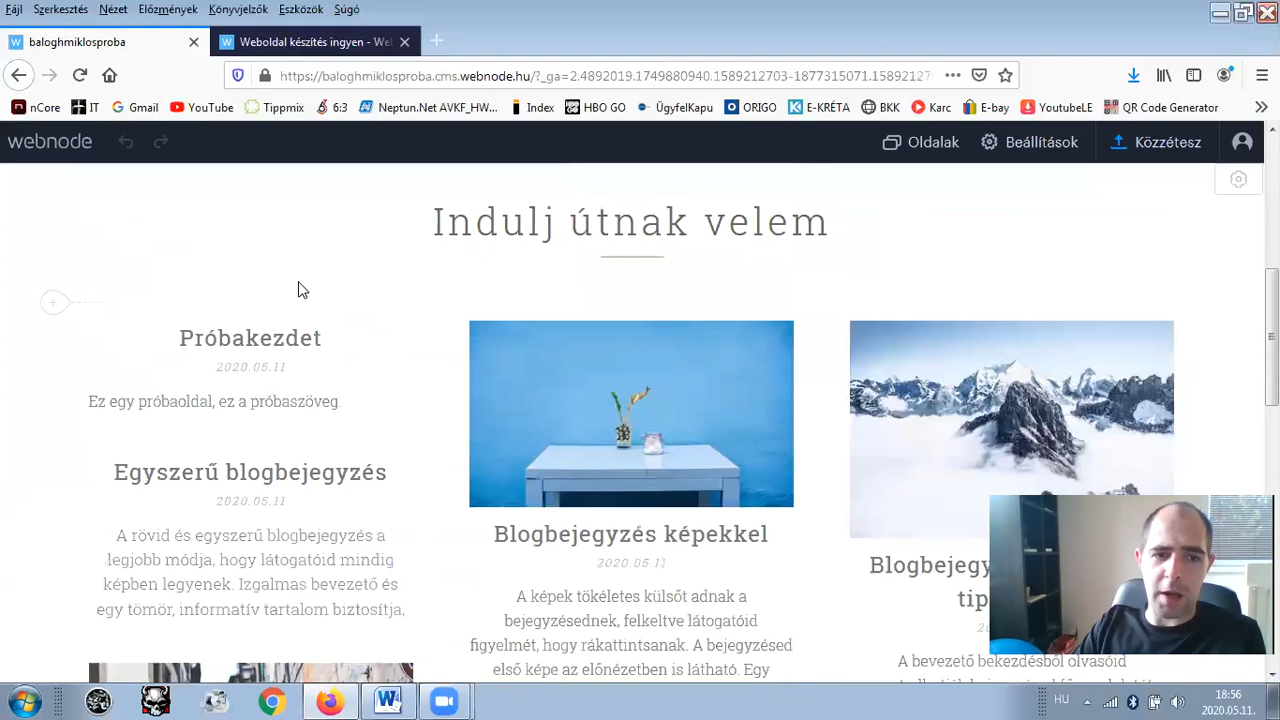 Fájl Szerkesztés Nézet Előzmények Könyvjelzők Eszközök Súgó
baloghmiklosproba
Weboldal készítés ingyen - We
https://baloghmiklosproba.cms.webnode.hu/?_ga=2.4892019.1749680940.1589212703-1877315071.158921270
nCore IT Gmail YouTube Tippmix 6:3 Neptun.Net AVKF_HW... Index HBO GO ÜgyfelKapu ORIGO E-KRÉTA BKK Karc E-bay YoutubeLE QR Code Generator
webnode Oldalak Beállítások Közzétesz
Indulj útnak velem
Próbakezdet
2020.05.11
Ez egy próbaoldal, ez a próbaszöveg.
Egyszerű blogbejegyzés
2020.05.11
A rövid és egyszerű blogbejegyzés a
legjobb módja, hogy látogatóid mindig
képben legyenek. Izgalmas bevezető és
egy tömör, informatív tartalom biztosítja,
Blogbejegyzés képekkel
2020.05.11
A képek tökéletes külsőt adnak a
bejegyzésednek, felkeltve látogatóid
figyelmét, hogy rákattintsanak. A bejegyzésed
első képe az előnézetben is látható. Egy
Blogbejegy
tip
A bevezető bekezdésből olvasóid
HU
18:56
2020.05.11.